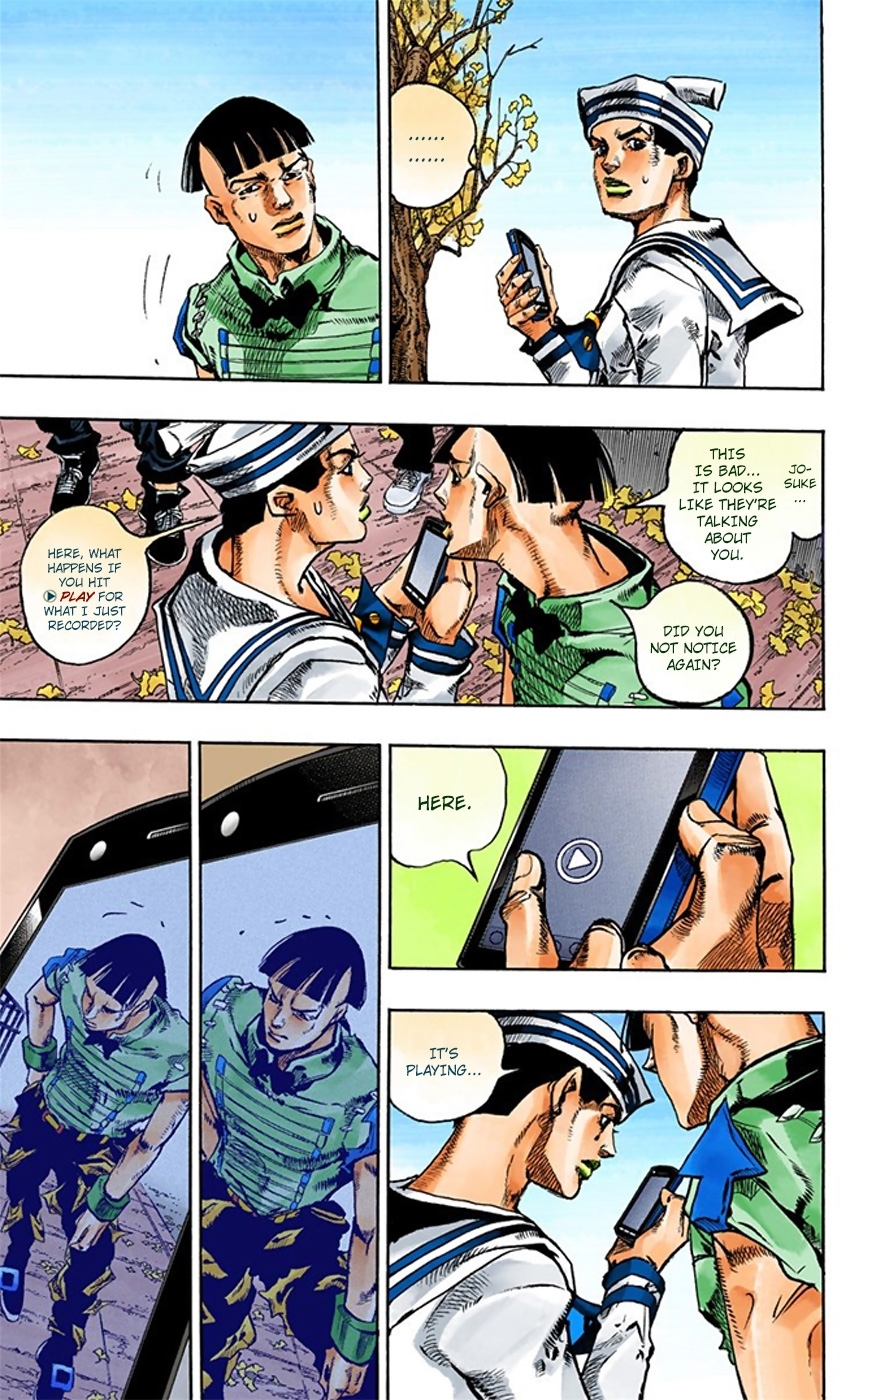 ......
......
JO-
SUKE
...
THIS
IS BAD...
IT LOOKS
LIKE THEY'RE
TALKING
ABOUT
YOU.
DID YOU
NOT NOTICE
AGAIN?
HERE, WHAT
HAPPENS IF
YOU HIT
PLAY FOR
WHAT I JUST
RECORDED?
HERE.
IT'S
PLAYING...